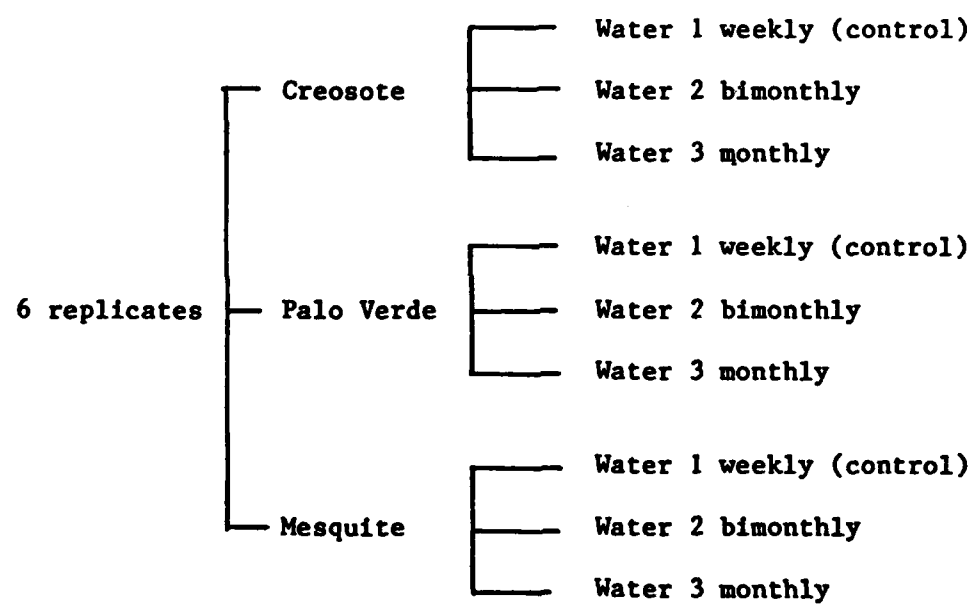 Water 1 weekly (control)
Creosote
Water 2 bimonthly
Water 3 monthly
Water 1 weekly (control)
6 replicates
Palo Verde
Water 2 bimonthly
Water 3 monthly
Water 1 weekly (control)
Mesquite
Water 2 bimonthly
Water 3 monthly